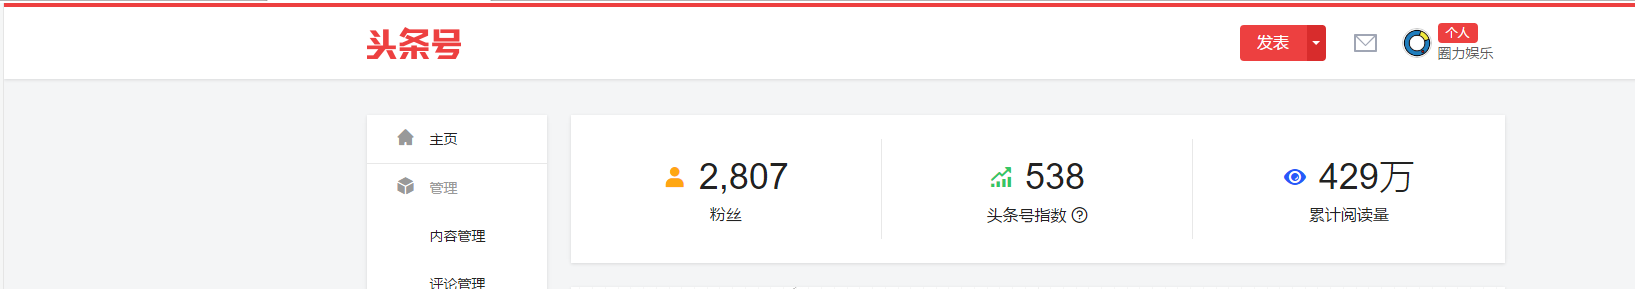 头条号
发表
个人
圈力娱乐
主页
管理
内容管理
评论管理
2,807
粉丝
538
头条号指数
429万
累计阅读量